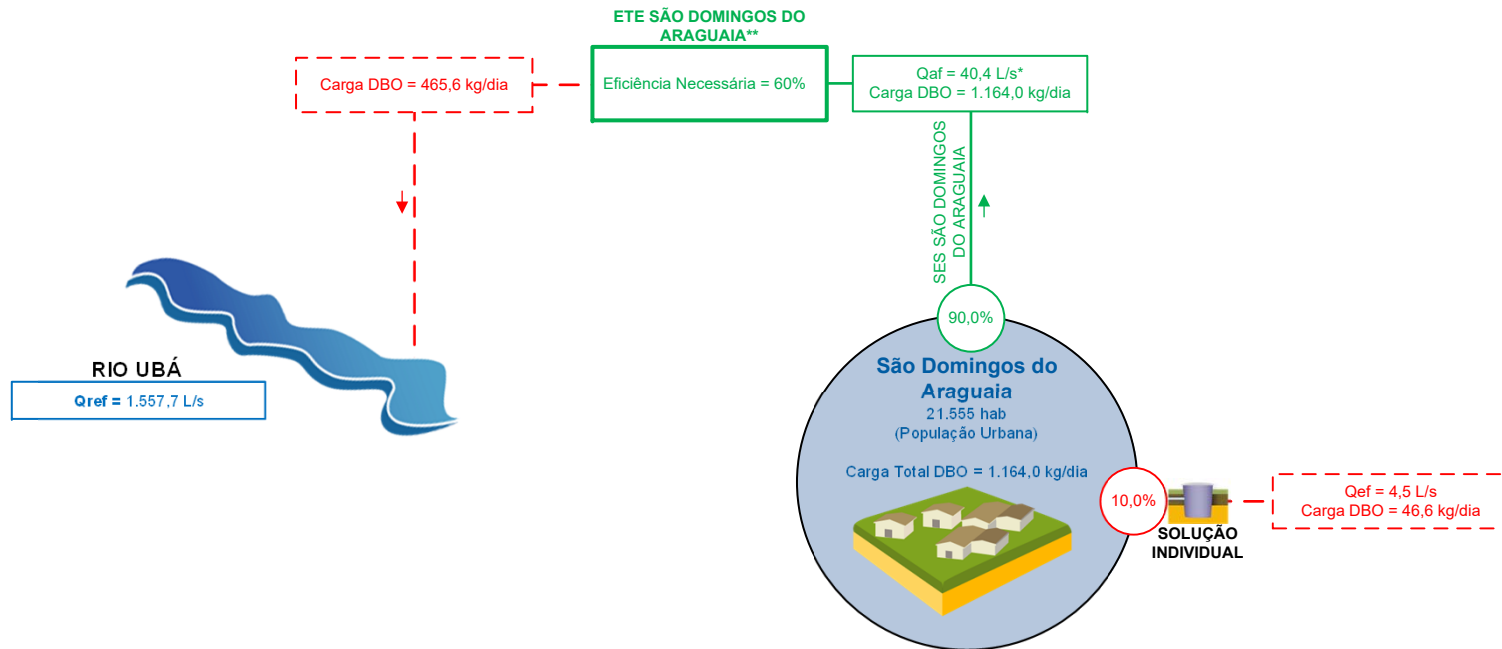 ETE SÃO DOMINGOS DO
ARAGUAIA**
Carga DBO = 465,6 kg/dia
Eficiência Necessária = 60%
Qaf = 40,4 L/s*
Carga DBO = 1.164,0 kg/dia
SES SÃO DOMINGOS
DO ARAGUAIA
90,0%
RIO UBÁ
Qref = 1.557,7 L/s
São Domingos do
Araguaia
21.555 hab
(População Urbana)
Carga Total DBO = 1.164,0 kg/dia
10,0%
SOLUÇÃO
INDIVIDUAL
Qef = 4,5 L/s
Carga DBO = 46,6 kg/dia